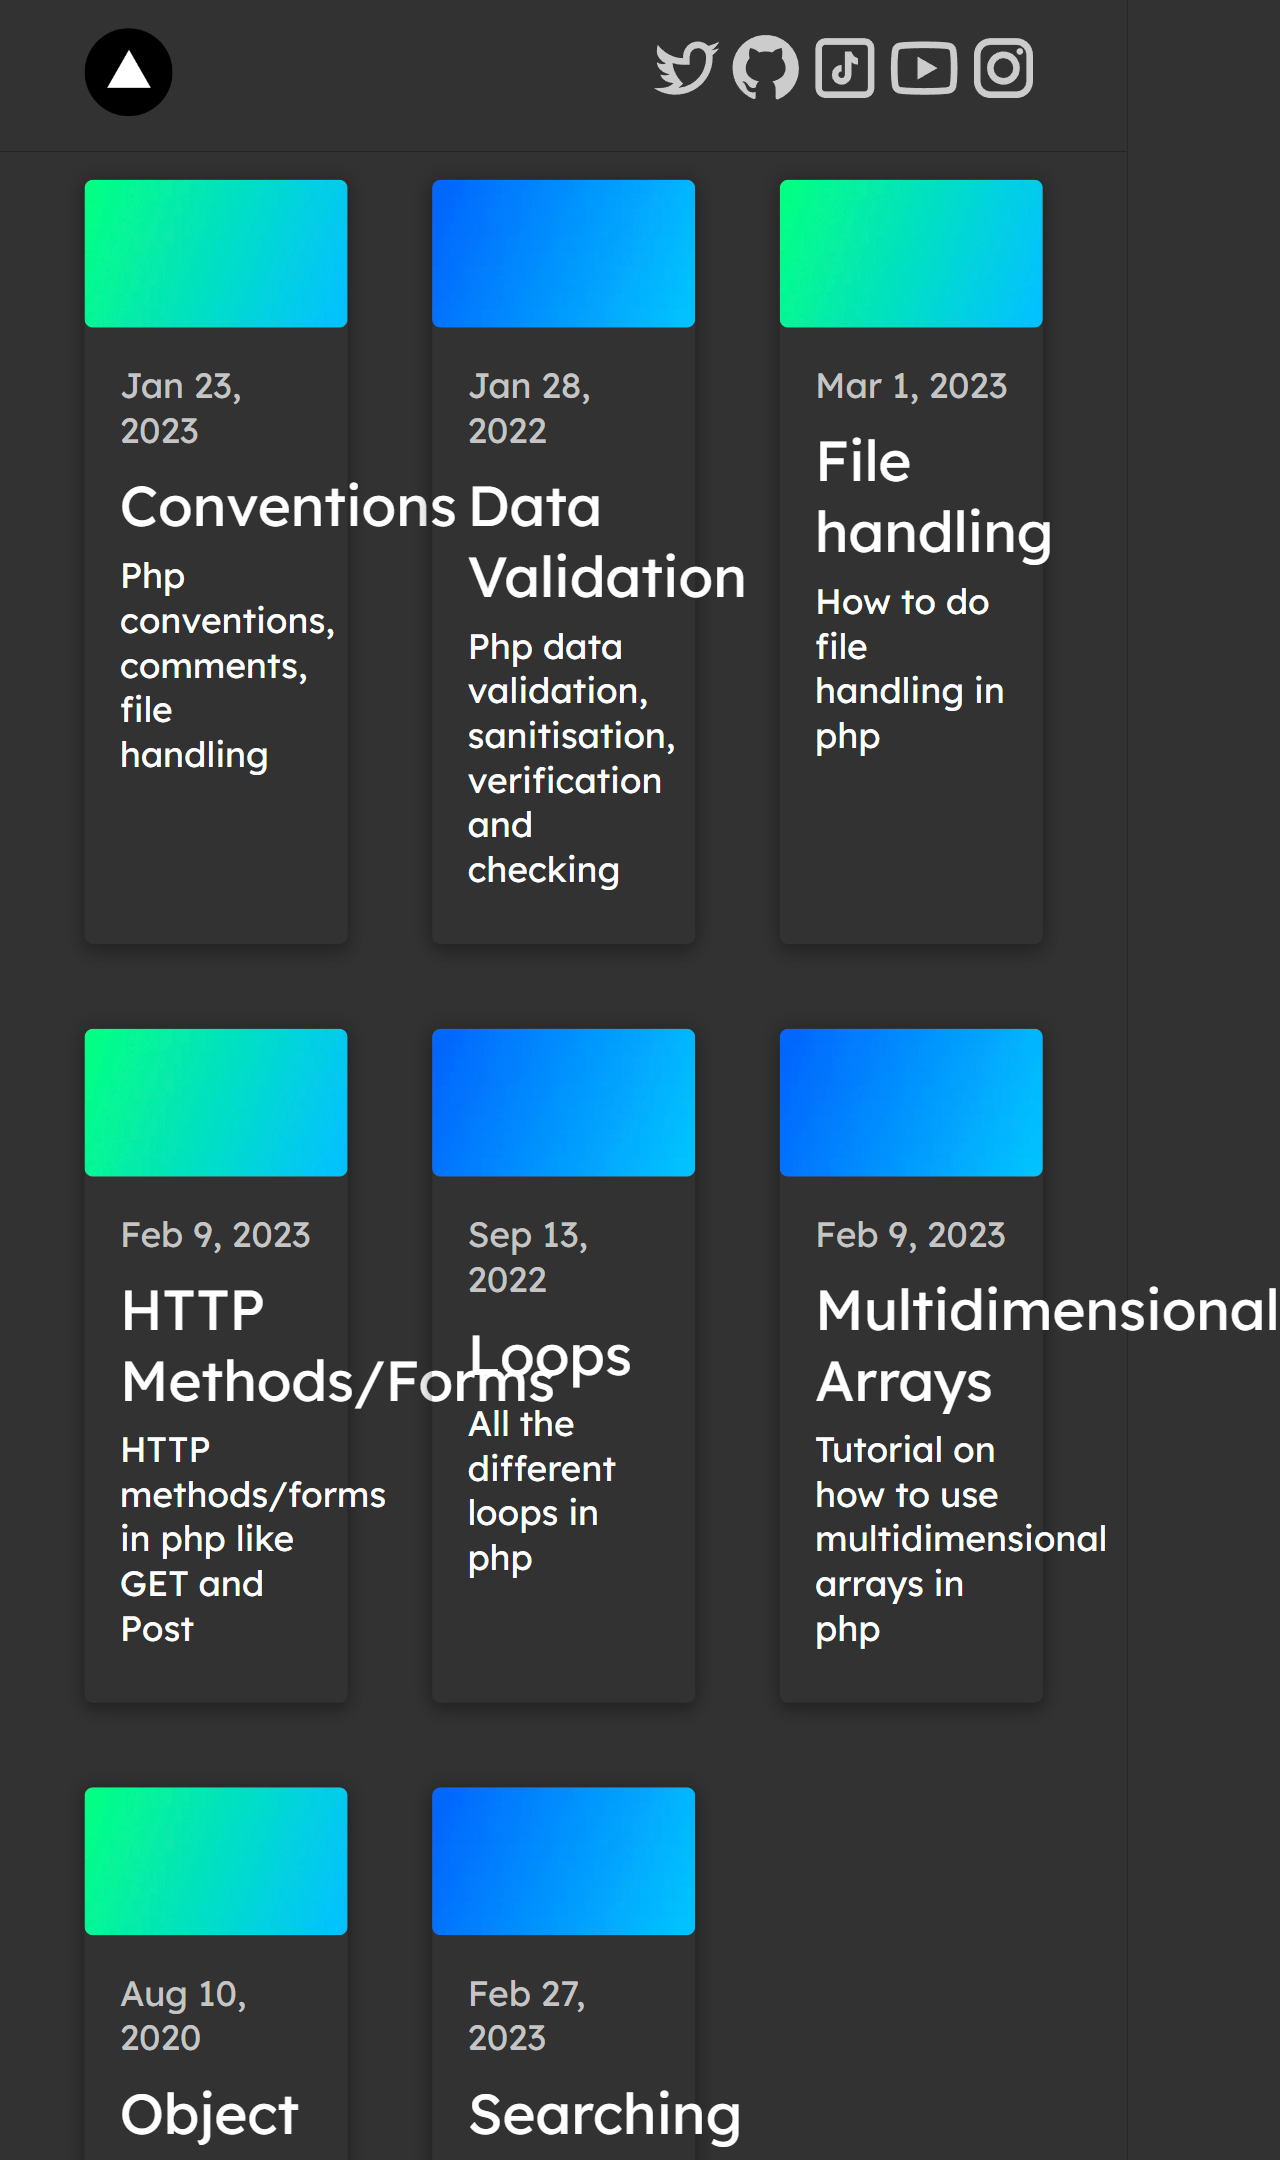 Jan 23,
2023
Conventions
Php
conventions,
comments,
file
handling
Jan 28,
2022
Data
Validation
Php data
validation,
sanitisation,
verification
and
checking
Mar 1, 2023
File
handling
How to do
file
handling in
php
Feb 9, 2023
HTTP
Methods/Forms
HTTP
methods/forms
in php like
GET and
Post
Sep 13,
2022
Loops
All the
different
loops in
php
Feb 9, 2023
Multidimensional
Arrays
Tutorial on
how to use
multidimensional
arrays in
php
Aug 10,
2020
Object
Feb 27,
2023
Searching